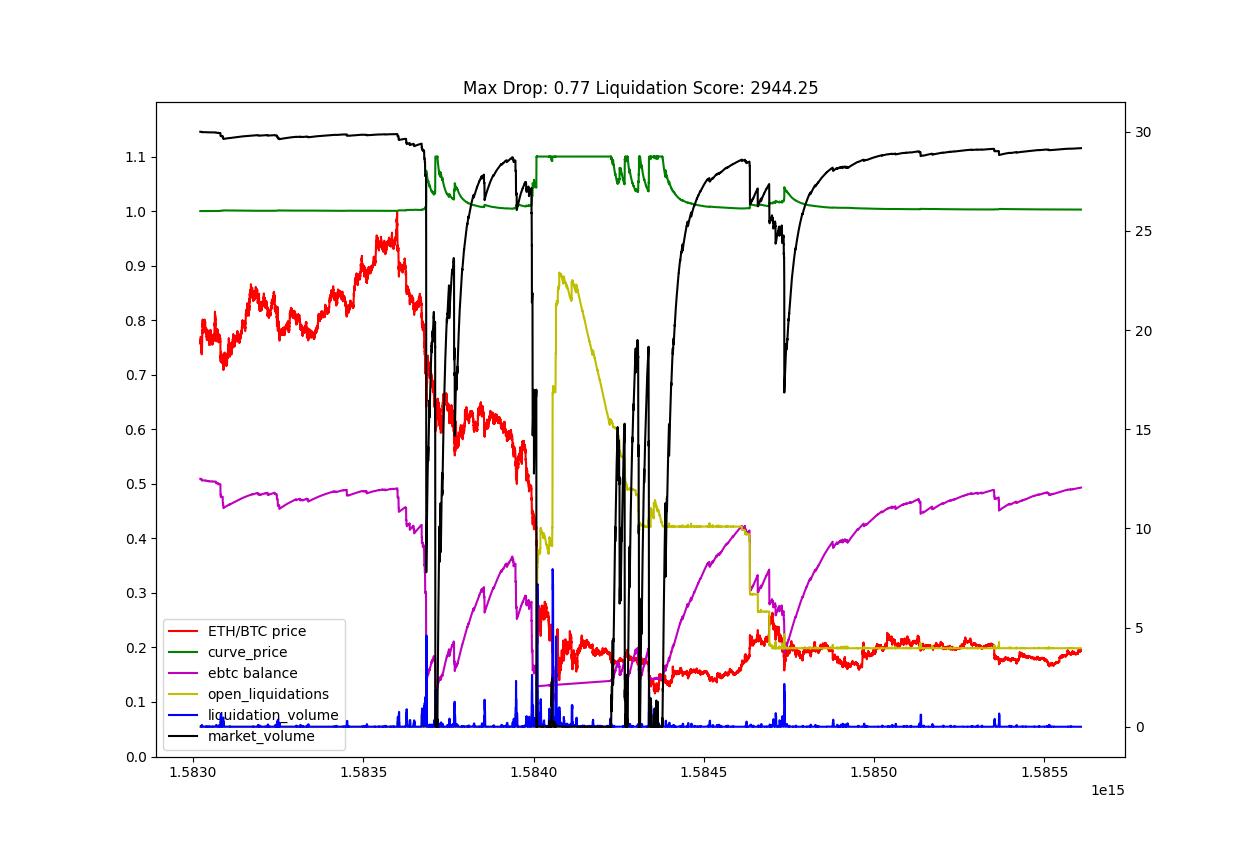 Max Drop: 0.77 Liquidation Score: 2944.25
1.1
1.0
0.9
0.8
0.7
0.6
0.5
0.4
0.3
0.2
0.1
0.0
30
25
20
15
10
5
0
ETH/BTC price
curve_price
ebtc balance
open_liquidations
liquidation_volume
market_volume
1.5830 1.5835 1.5840 1.5845 1.5850 1.5855
1e15